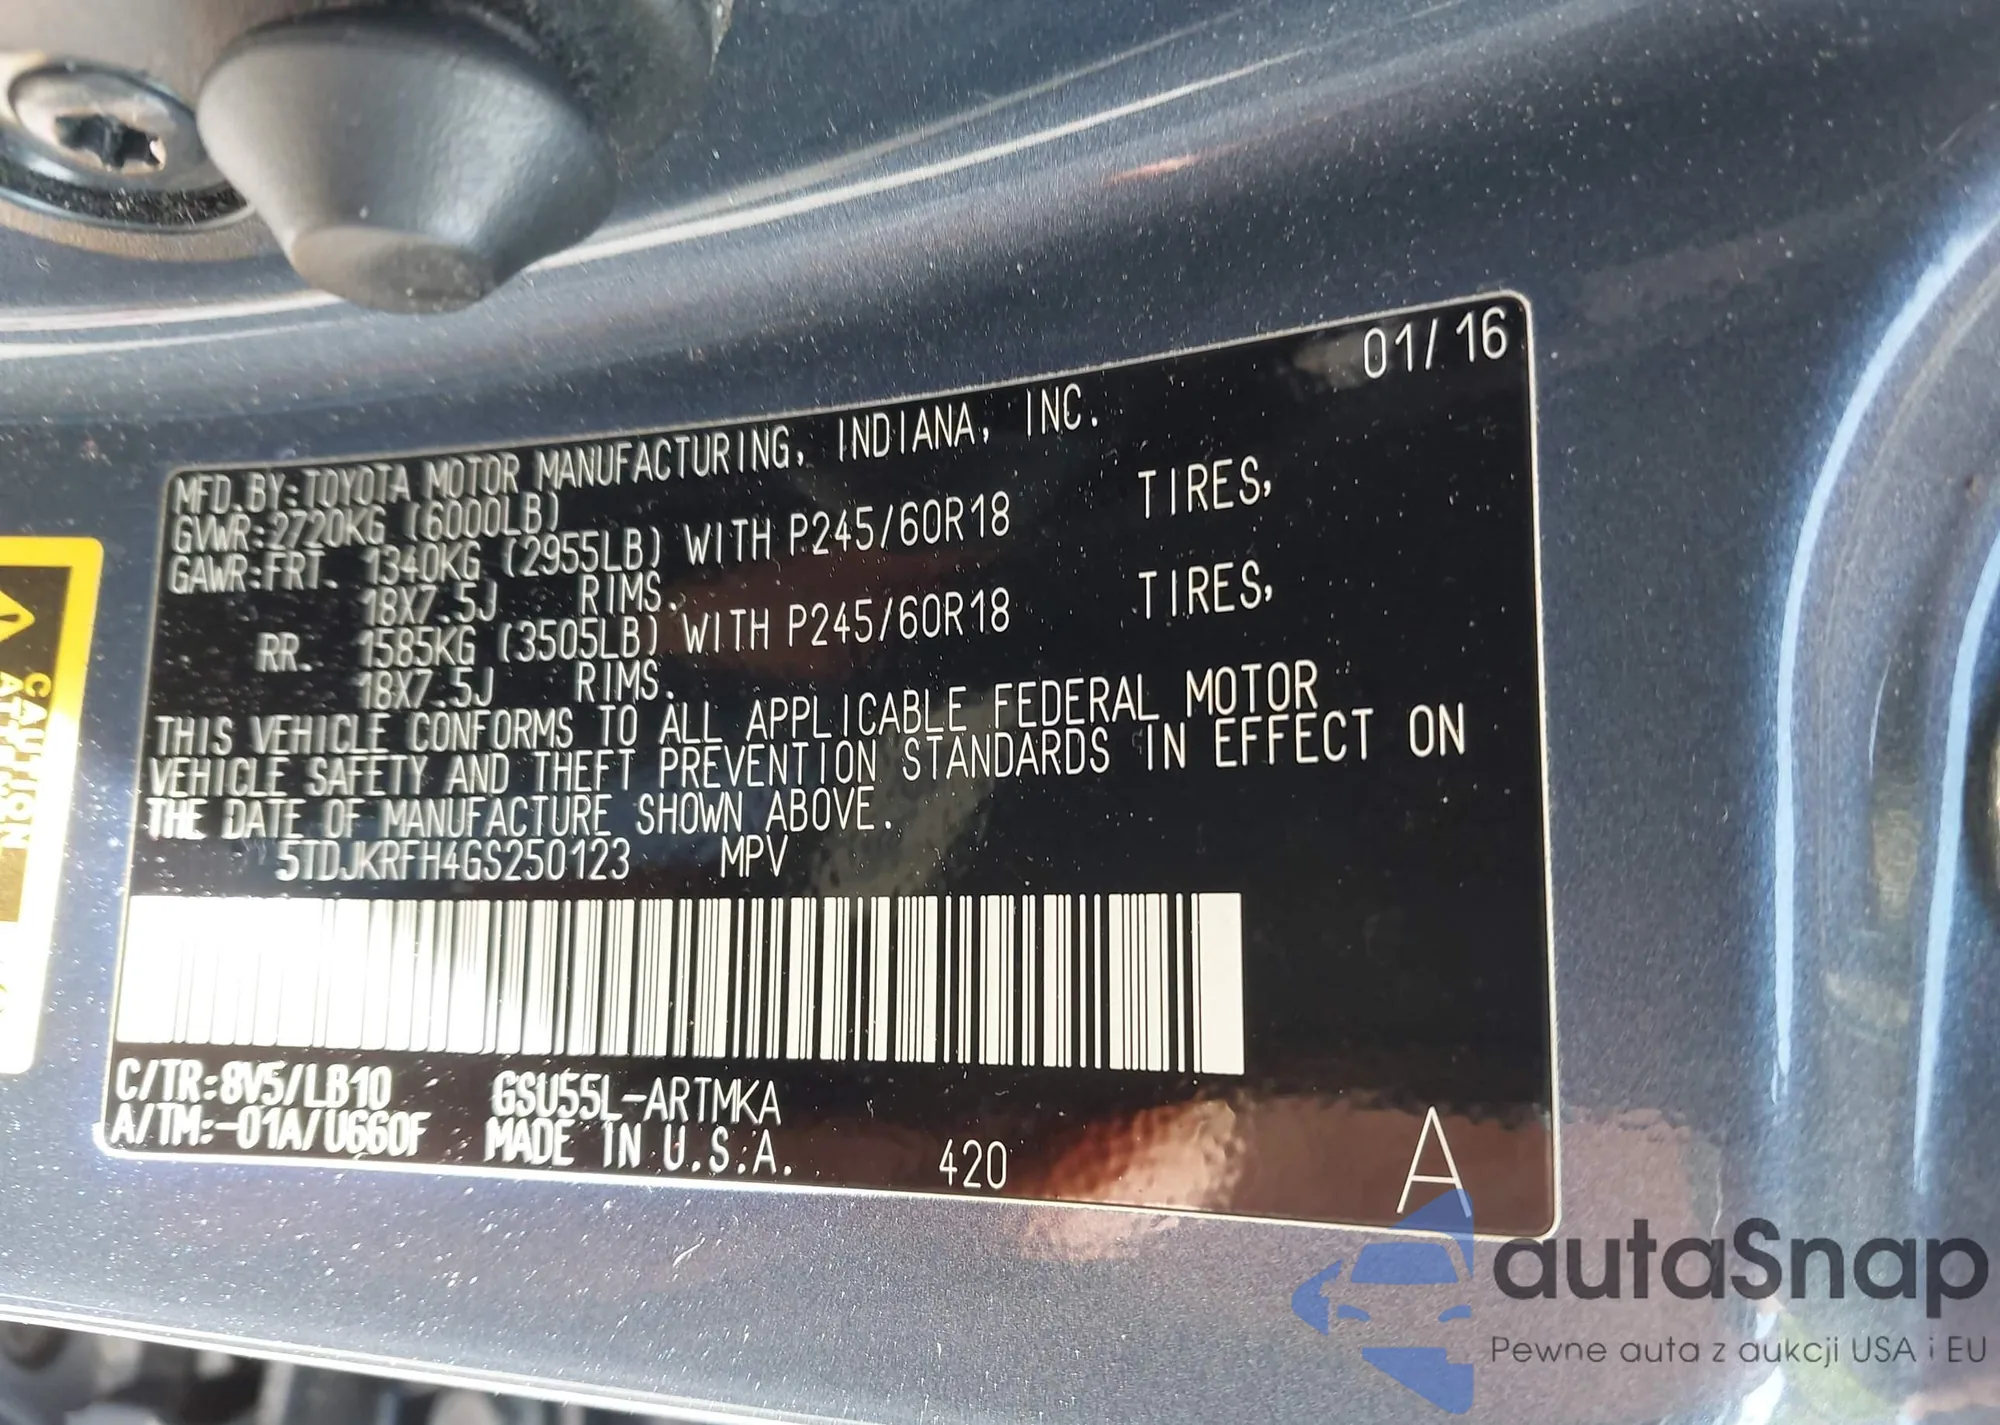 01/16
MFD.BY:TOYOTA MOTOR MANUFACTURING, INDIANA, INC.
GVWR:2720KG (6000LB)
GAWR:FRT. 1340KG (2955LB) WITH P245/60R18 TIRES,
18X7.5J RIMS.
RR. 1585KG (3505LB) WITH P245/60R18 TIRES,
18X7.5J RIMS.
THIS VEHICLE CONFORMS TO ALL APPLICABLE FEDERAL MOTOR
VEHICLE SAFETY AND THEFT PREVENTION STANDARDS IN EFFECT ON
THE DATE OF MANUFACTURE SHOWN ABOVE.
5TDJKRFH4GS250123 MPV
C/TR:8V5/LB10 GSU55L-ARTMKA
A/TM:-01A/U660F MADE IN U.S.A. 420 A
CAUTION
autaSnap
Pewne auta z aukcji USA i EU